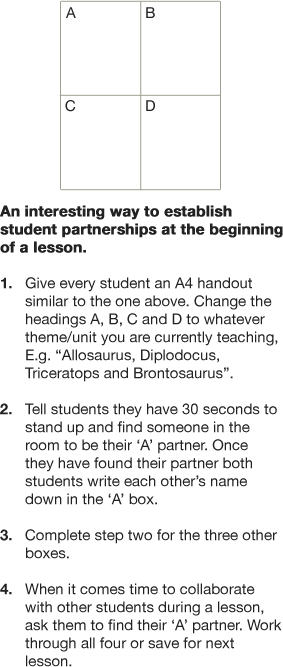 A B
C D
An interesting way to establish
student partnerships at the beginning
of a lesson.
1. Give every student an A4 handout
similar to the one above. Change the
headings A, B, C and D to whatever
theme/unit you are currently teaching,
E.g. “Allosaurus, Diplodocus,
Triceratops and Brontosaurus”.
2. Tell students they have 30 seconds to
stand up and find someone in the
room to be their ‘A’ partner. Once
they have found their partner both
students write each other’s name
down in the ‘A’ box.
3. Complete step two for the three other
boxes.
4. When it comes time to collaborate
with other students during a lesson,
ask them to find their ‘A’ partner. Work
through all four or save for next
lesson.